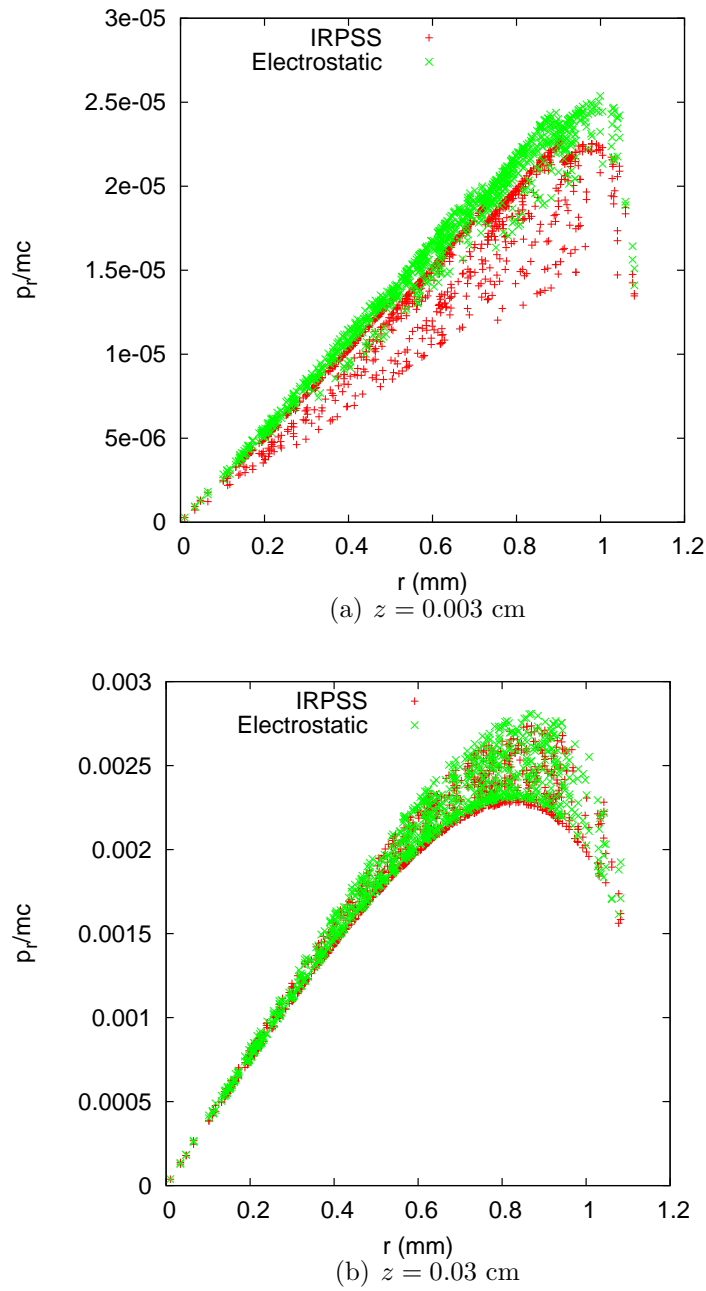 3e-05
IRPSS
Electrostatic
2.5e-05
2e-05
1.5e-05
1e-05
5e-06
0
0 0.2 0.4 0.6 0.8 1 1.2
pr/mc
r (mm)
(a) z = 0.003 cm
0.003
IRPSS
Electrostatic
0.0025
0.002
0.0015
0.001
0.0005
0
0 0.2 0.4 0.6 0.8 1 1.2
pr/mc
r (mm)
(b) z = 0.03 cm